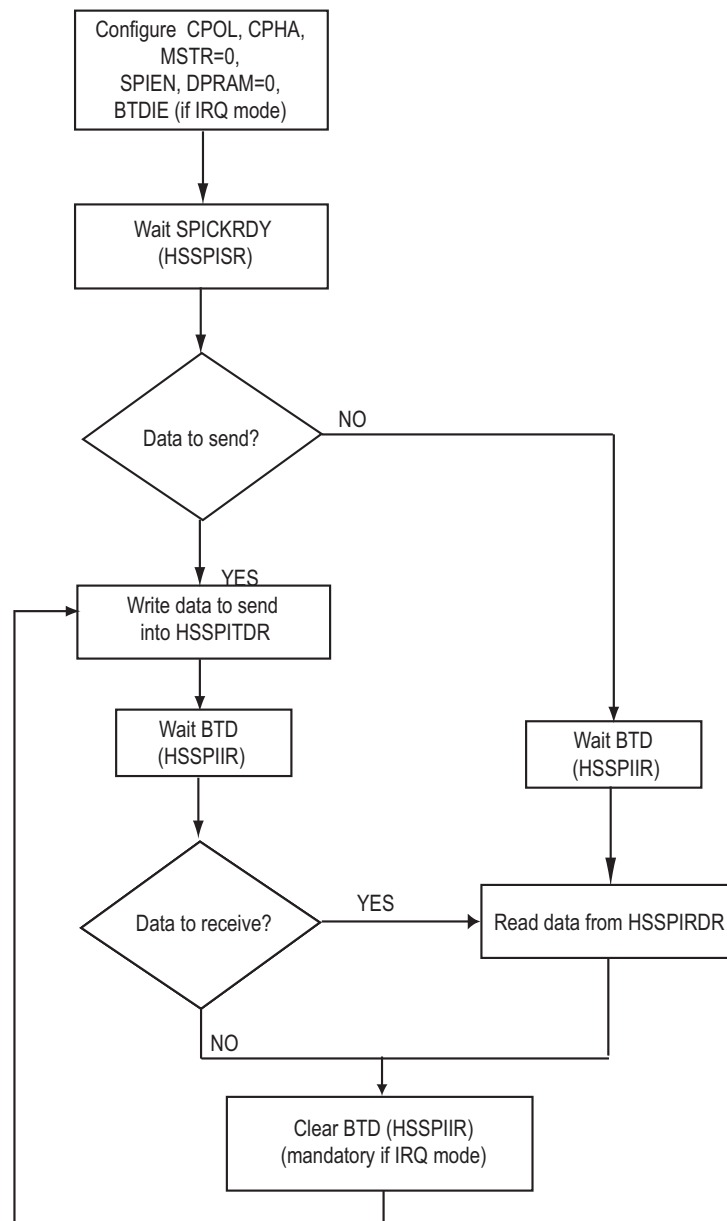 Configure CPOL, CPHA,
MSTR=0,
SPIEN, DPRAM=0,
BTDIE (if IRQ mode)
Wait SPICKRDY
(HSSPISR)
Data to send?
NO
YES
Write data to send
into HSSPITDR
Wait BTD
(HSSPIIR)
Wait BTD
(HSSPIIR)
Data to receive?
YES
Read data from HSSPIRDR
NO
Clear BTD (HSSPIIR)
(mandatory if IRQ mode)